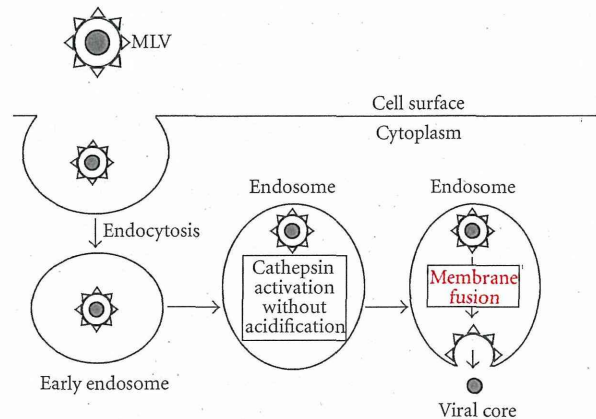 MLV
Cell surface
Cytoplasm
Endocytosis
Early endosome
Endosome
Cathepsin
activation
without
acidification
Endosome
Membrane
fusion
Viral core